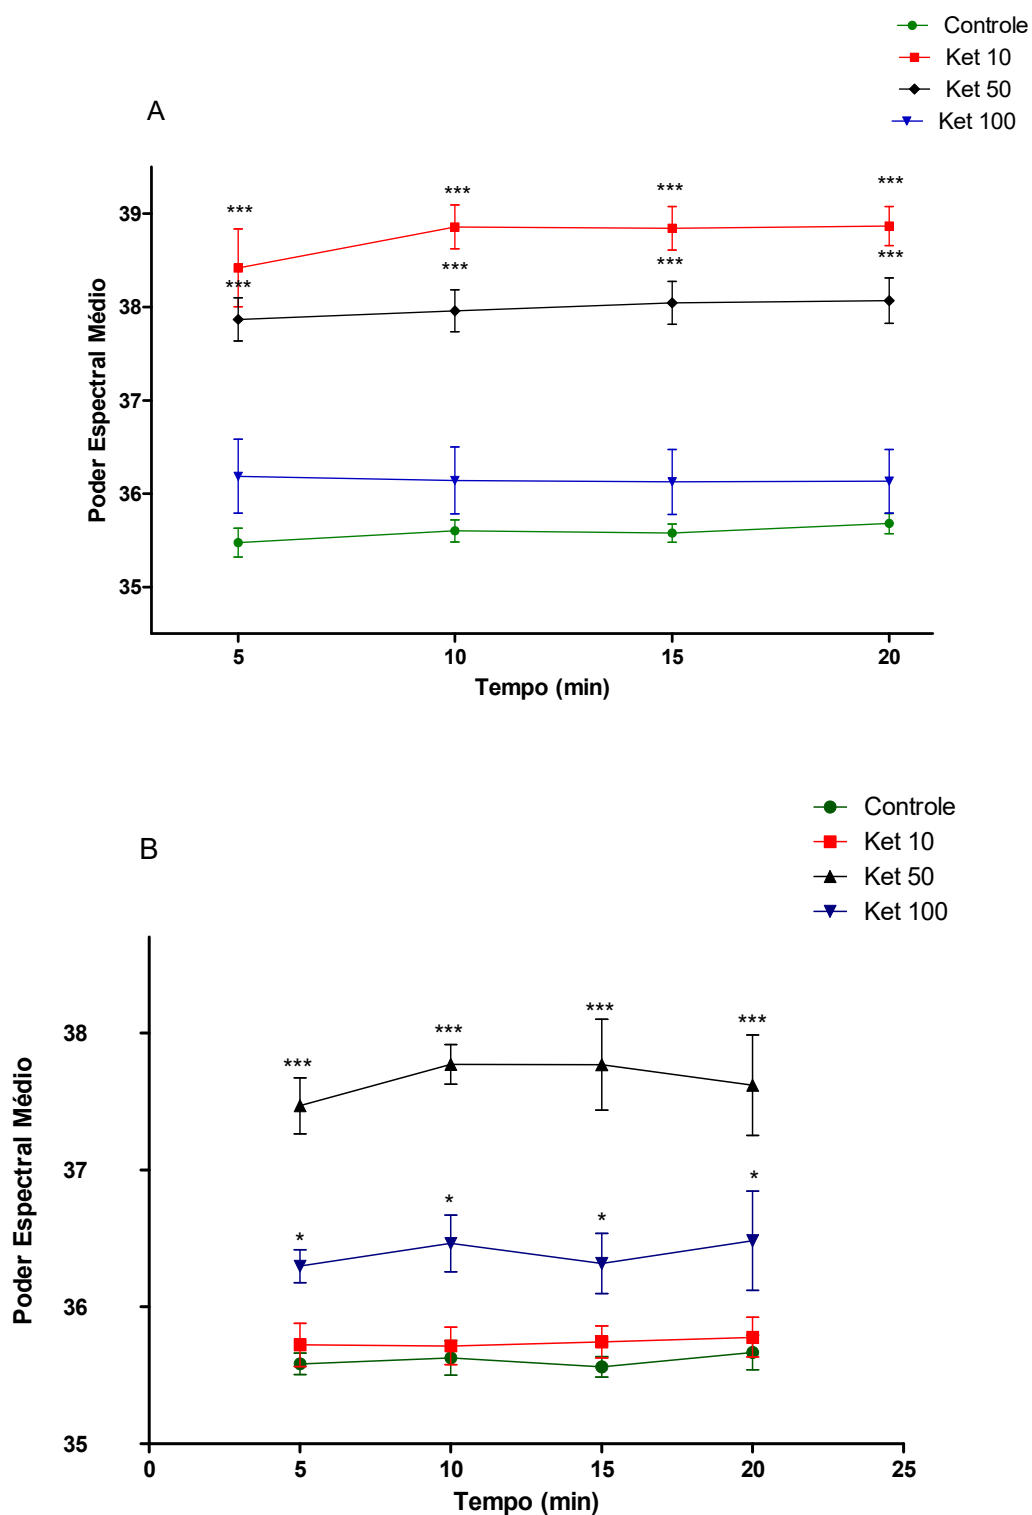 Controle
Ket 10
Ket 50
Ket 100
A
*** *** *** ***
*** *** *** ***
39
38
37
36
35
Poder Espectral Médio
5 10 15 20
Tempo (min)
Controle
Ket 10
Ket 50
Ket 100
B
*** *** *** ***
* * * *
38
37
36
35
Poder Espectral Médio
0 5 10 15 20 25
Tempo (min)